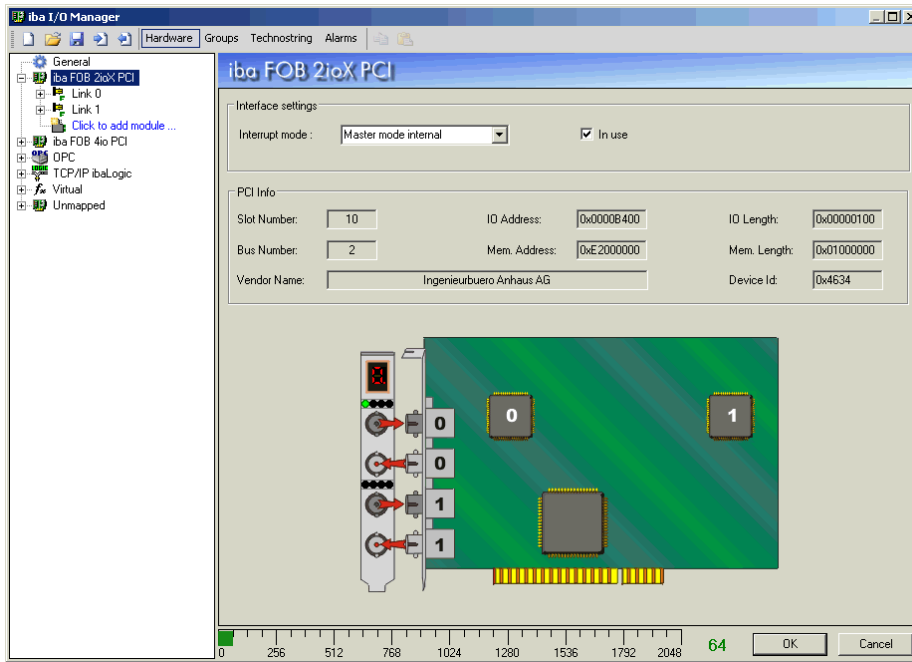 iba I/O Manager
Hardware Groups Technostring Alarms
General
iba FOB 2ioX PCI
Link 0
Link 1
Click to add module ...
iba FOB 4io PCI
OPC
TCP/IP ibaLogic
Virtual
Unmapped
iba FOB 2ioX PCI
Interface settings
Interrupt mode : Master mode internal In use
PCI Info
Slot Number: 10 IO Address: 0x0000B400 IO Length: 0x00000100
Bus Number: 2 Mem. Address: 0xE2000000 Mem. Length: 0x01000000
Vendor Name: Ingenieurbuero Anhaus AG Device Id: 0x4634
0 1
0
0
1
1
0 256 512 768 1024 1280 1536 1792 2048 64 OK Cancel